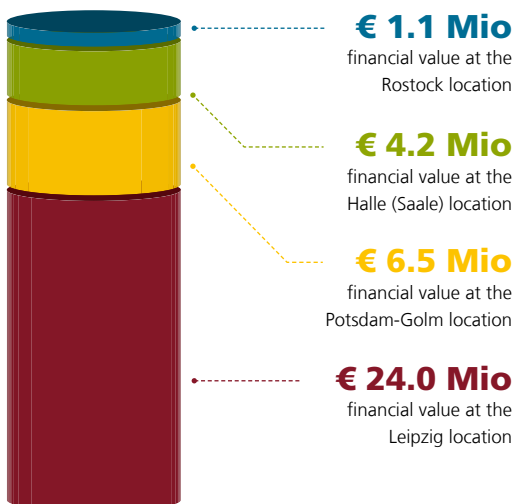 € 1.1 Mio
financial value at the
Rostock location
€ 4.2 Mio
financial value at the
Halle (Saale) location
€ 6.5 Mio
financial value at the
Potsdam-Golm location
€ 24.0 Mio
financial value at the
Leipzig location